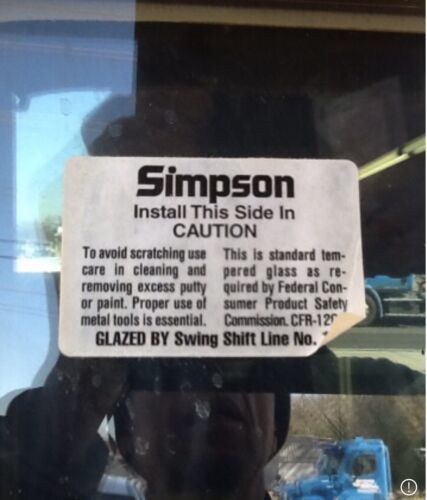 Simpson
Install This Side In
CAUTION
To avoid scratching use
care in cleaning and
removing excess putty
or paint. Proper use of
metal tools is essential.
This is standard tem-
pered glass as re-
quired by Federal Con-
sumer Product Safety
Commission. CFR-12
GLAZED BY Swing Shift Line No.